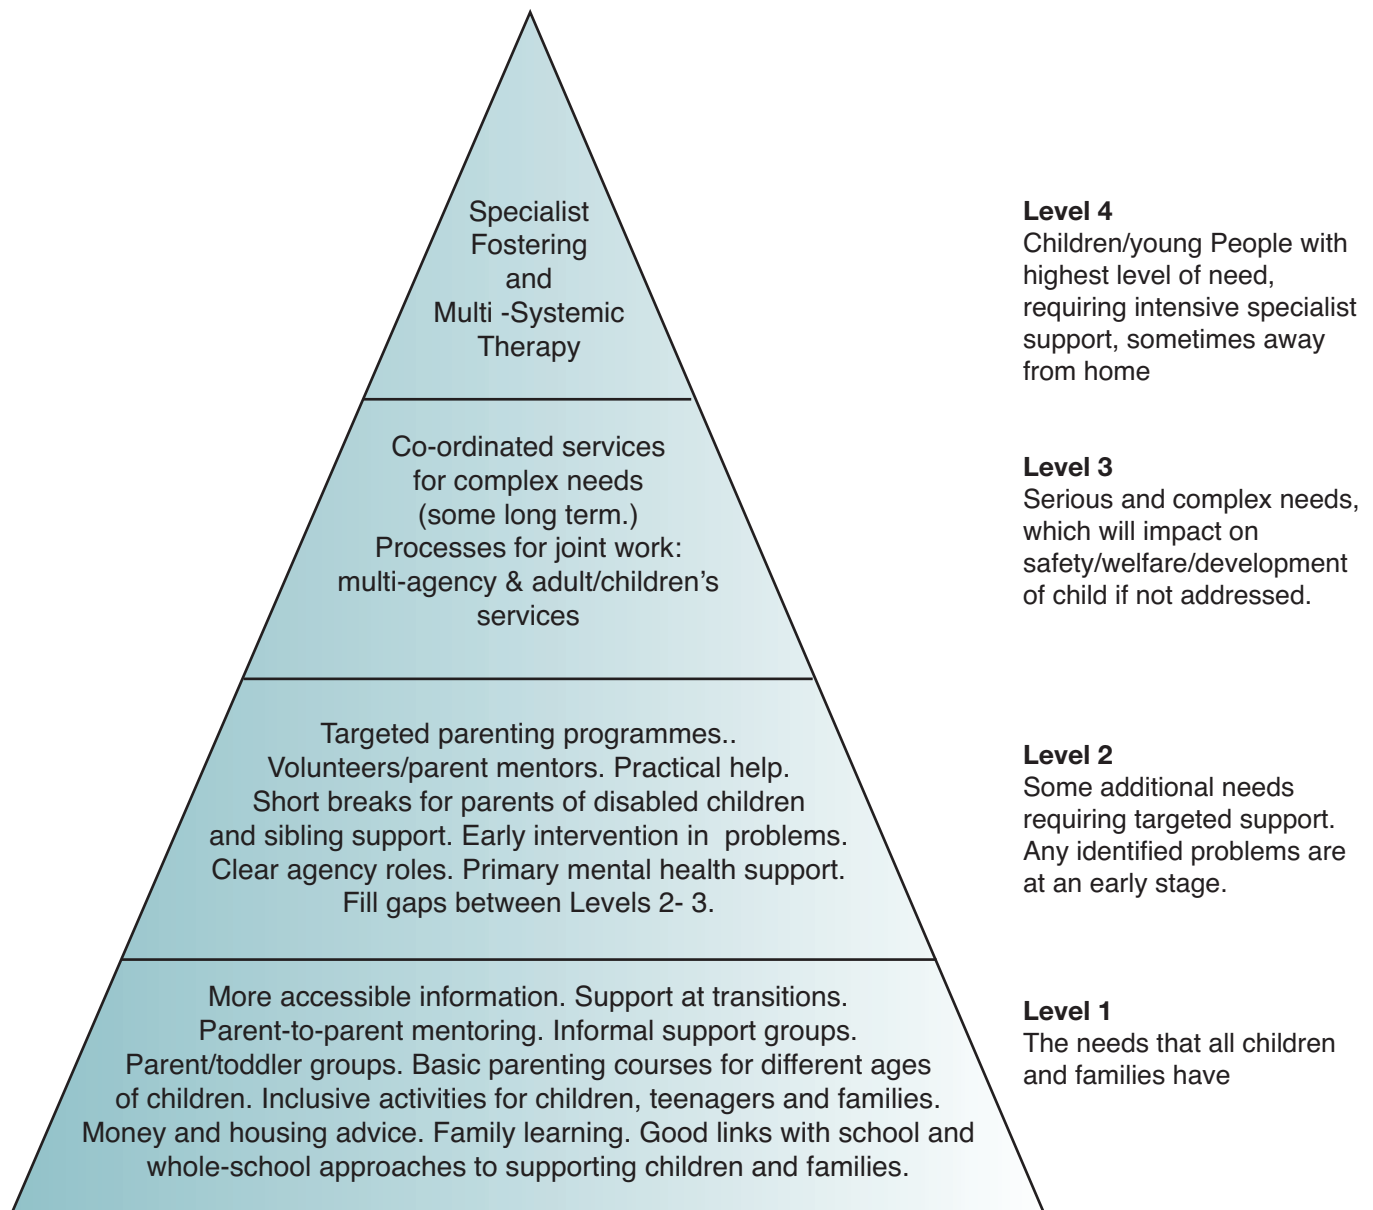 Specialist
Fostering
and
Multi -Systemic
Therapy
Level 4
Children/young People with
highest level of need,
requiring intensive specialist
support, sometimes away
from home
Co-ordinated services
for complex needs
(some long term.)
Processes for joint work:
multi-agency & adult/children’s
services
Level 3
Serious and complex needs,
which will impact on
safety/welfare/development
of child if not addressed.
Targeted parenting programmes..
Volunteers/parent mentors. Practical help.
Short breaks for parents of disabled children
and sibling support. Early intervention in  problems.
Clear agency roles. Primary mental health support.
Fill gaps between Levels 2- 3.
Level 2
Some additional needs
requiring targeted support.
Any identified problems are
at an early stage.
More accessible information. Support at transitions.
Parent-to-parent mentoring. Informal support groups.
Parent/toddler groups. Basic parenting courses for different ages
of children. Inclusive activities for children, teenagers and families.
Money and housing advice. Family learning. Good links with school and
whole-school approaches to supporting children and families.
Level 1
The needs that all children
and families have